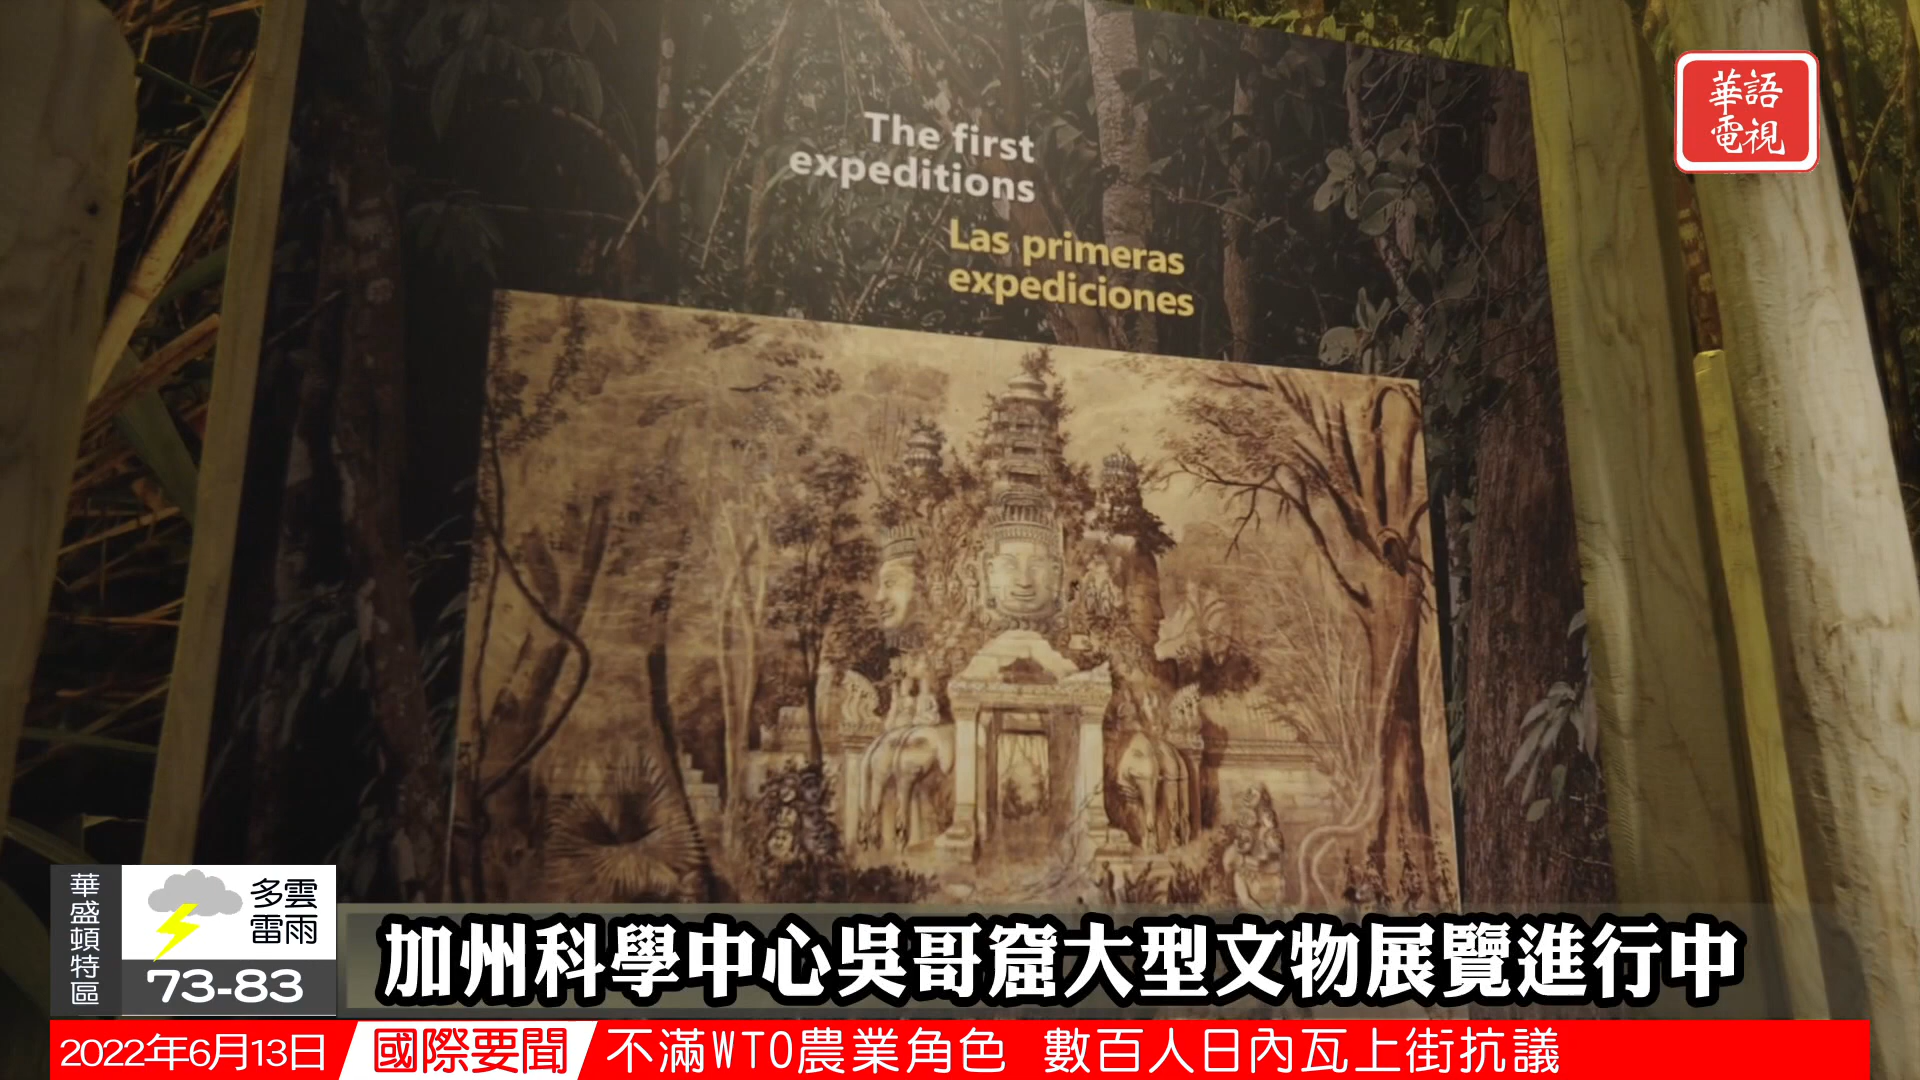 The first
expeditions
Las primeras
expediciones
華語
電視
華盛頓特區
多雲
雷雨
73-83
加州科學中心吳哥窟大型文物展覽進行中
2022年6月13日
國際要聞
不滿WTO農業角色 數百人日內瓦上街抗議